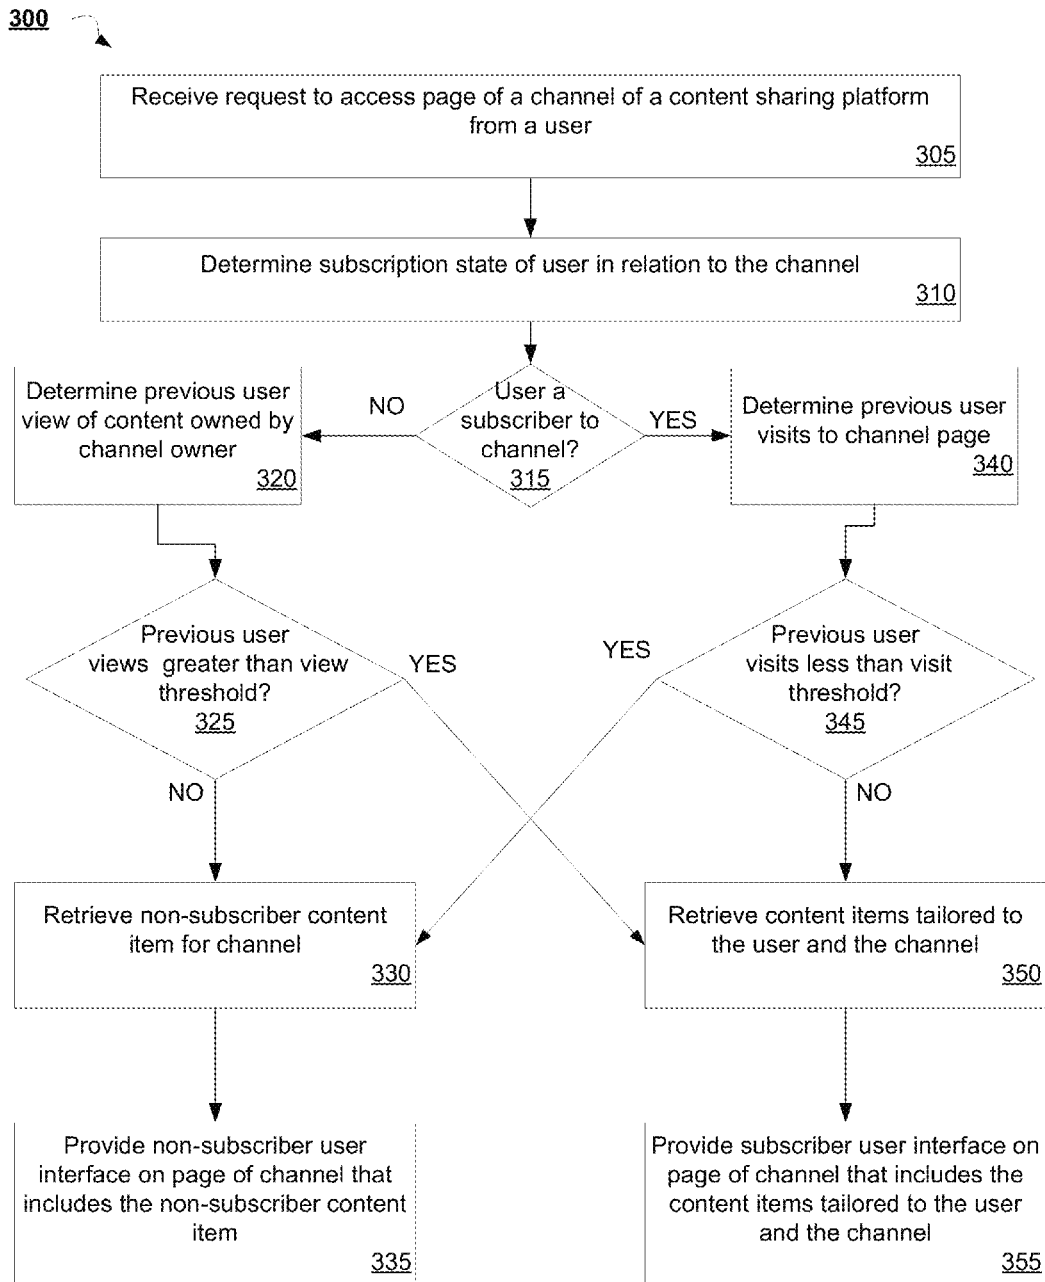 300
Receive request to access page of a channel of a content sharing platform
from a user
305
Determine subscription state of user in relation to the channel
310
Determine previous user
view of content owned by
channel owner
320
NO
User a
subscriber to
channel?
315
YES
Determine previous user
visits to channel page
340
Previous user
views greater than view
threshold?
325
YES
NO
YES
Previous user
visits less than visit
threshold?
345
NO
Retrieve non-subscriber content
item for channel
330
Retrieve content items tailored to
the user and the channel
350
Provide non-subscriber user
interface on page of channel that
includes the non-subscriber content
item
335
Provide subscriber user interface on
page of channel that includes the
content items tailored to the user
and the channel
355